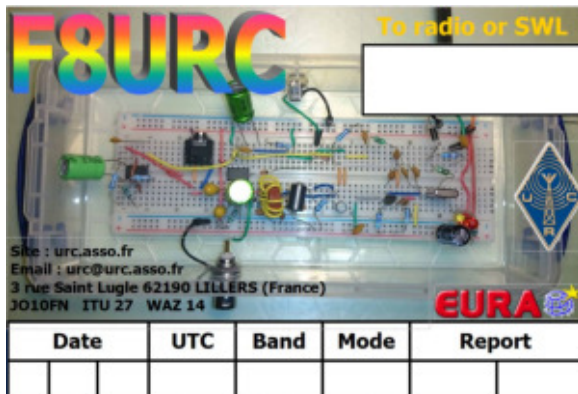 F8URC
To radio or SWL
U R C
Site : urc.asso.fr
Email : urc@urc.asso.fr
3 rue Saint Lugle 62190 LILLERS (France)
JO10FN ITU 27 WAZ 14
EURA
Date UTC Band Mode Report